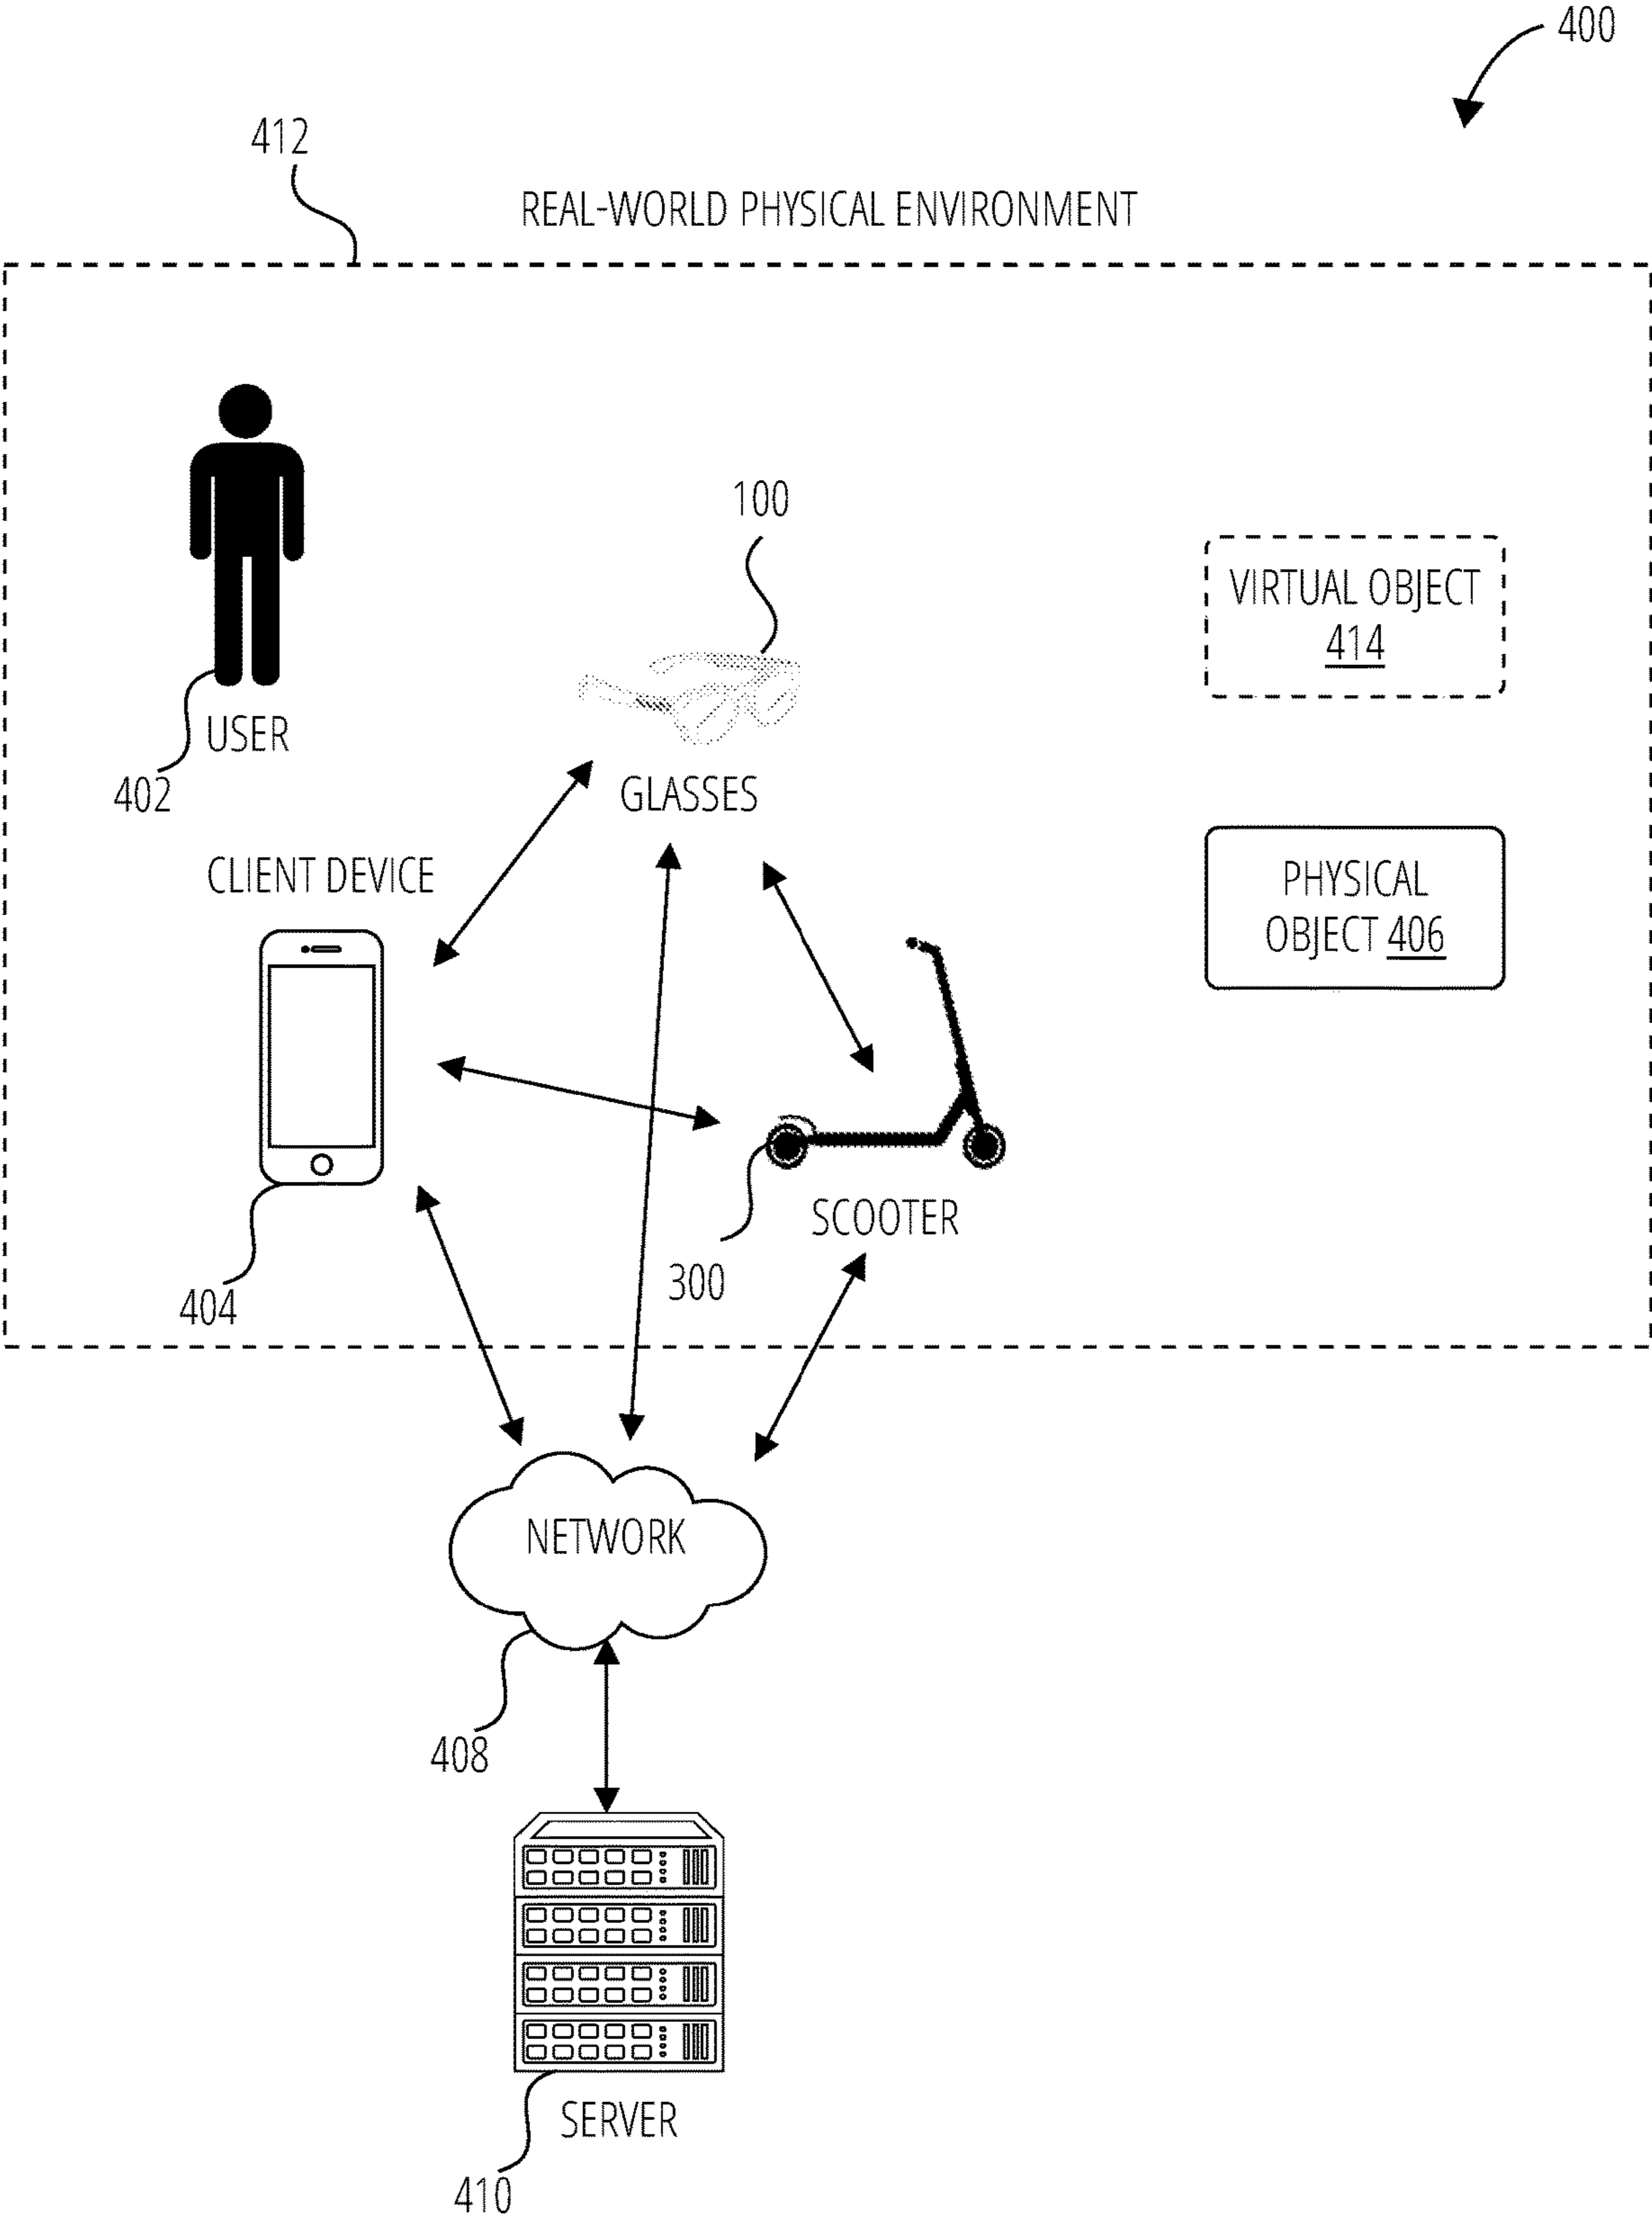 400
412
REAL-WORLD PHYSICAL ENVIRONMENT
100
VIRTUAL OBJECT
414
USER
402
GLASSES
CLIENT DEVICE
PHYSICAL
OBJECT 406
SCOOTER
300
404
NETWORK
408
SERVER
410